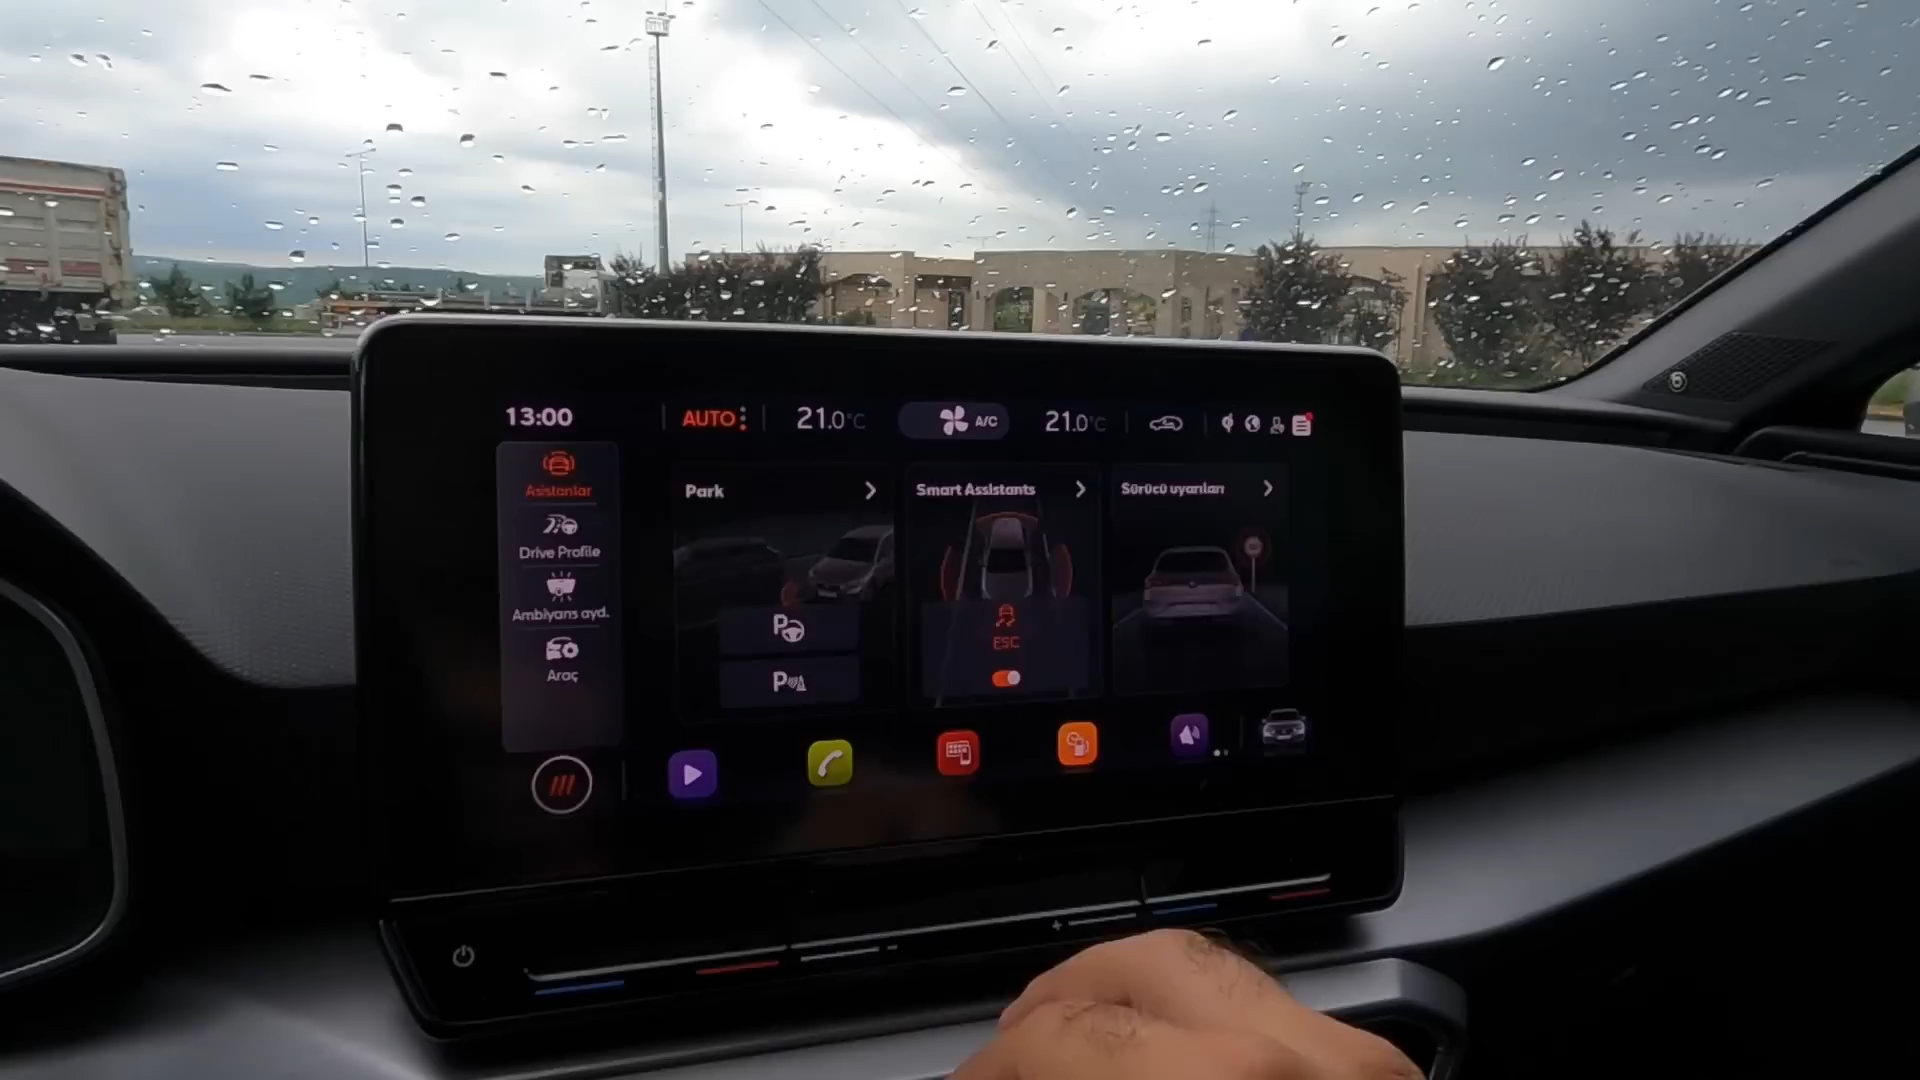 13:00
AUTO
21.0°C
A/C
21.0°C
Asistanlar
Drive Profile
Ambiyans ayd.
Araç
Park
Smart Assistants
Sürücü uyarıları
ESC